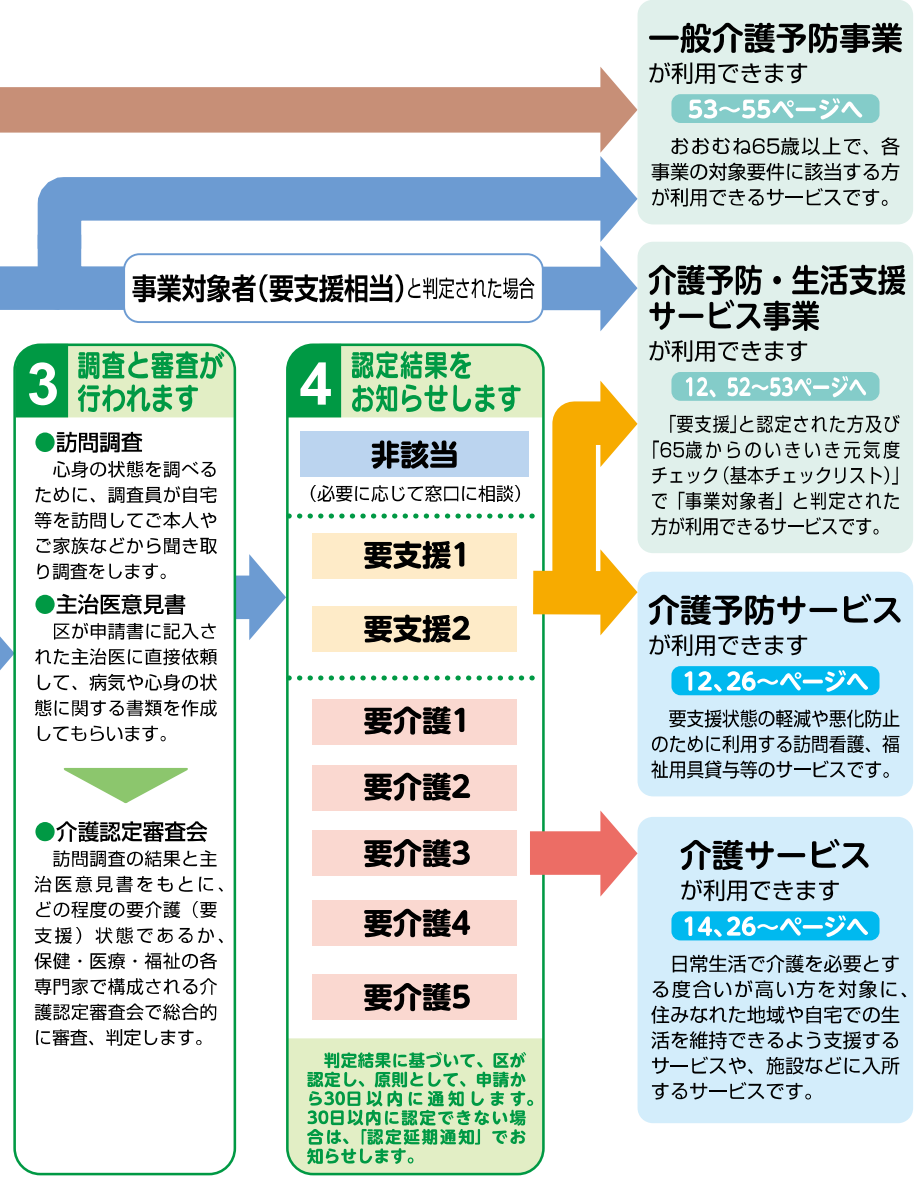 一般介護予防事業
が利用できます
53〜55ページへ
おおむね65歳以上で、各
事業の対象要件に該当する方
が利用できるサービスです。
事業対象者(要支援相当)と判定された場合
介護予防・生活支援
サービス事業
が利用できます
12、52〜53ページへ
「要支援」と認定された方及び
「65歳からのいきいき元気度
チェック(基本チェックリスト)」
で「事業対象者」と判定された
方が利用できるサービスです。
3 調査と審査が
行われます
●訪問調査
心身の状態を調べる
ために、調査員が自宅
等を訪問してご本人や
ご家族などから聞き取
り調査をします。
●主治医意見書
区が申請書に記入さ
れた主治医に直接依頼
して、病気や心身の状
態に関する書類を作成
してもらいます。
●介護認定審査会
訪問調査の結果と主
治医意見書をもとに、
どの程度の要介護(要
支援)状態であるか、
保健・医療・福祉の各
専門家で構成される介
護認定審査会で総合的
に審査、判定します。
4 認定結果を
お知らせします
非該当
(必要に応じて窓口に相談)
要支援1
要支援2
要介護1
要介護2
要介護3
要介護4
要介護5
判定結果に基づいて、区が
認定し、原則として、申請か
ら30日以内に通知します。
30日以内に認定できない場
合は、「認定延期通知」でお
知らせします。
介護予防サービス
が利用できます
12、26〜ページへ
要支援状態の軽減や悪化防止
のために利用する訪問看護、福
祉用具貸与等のサービスです。
介護サービス
が利用できます
14、26〜ページへ
日常生活で介護を必要とす
る度合いが高い方を対象に、
住みなれた地域や自宅での生
活を維持できるよう支援する
サービスや、施設などに入所
するサービスです。